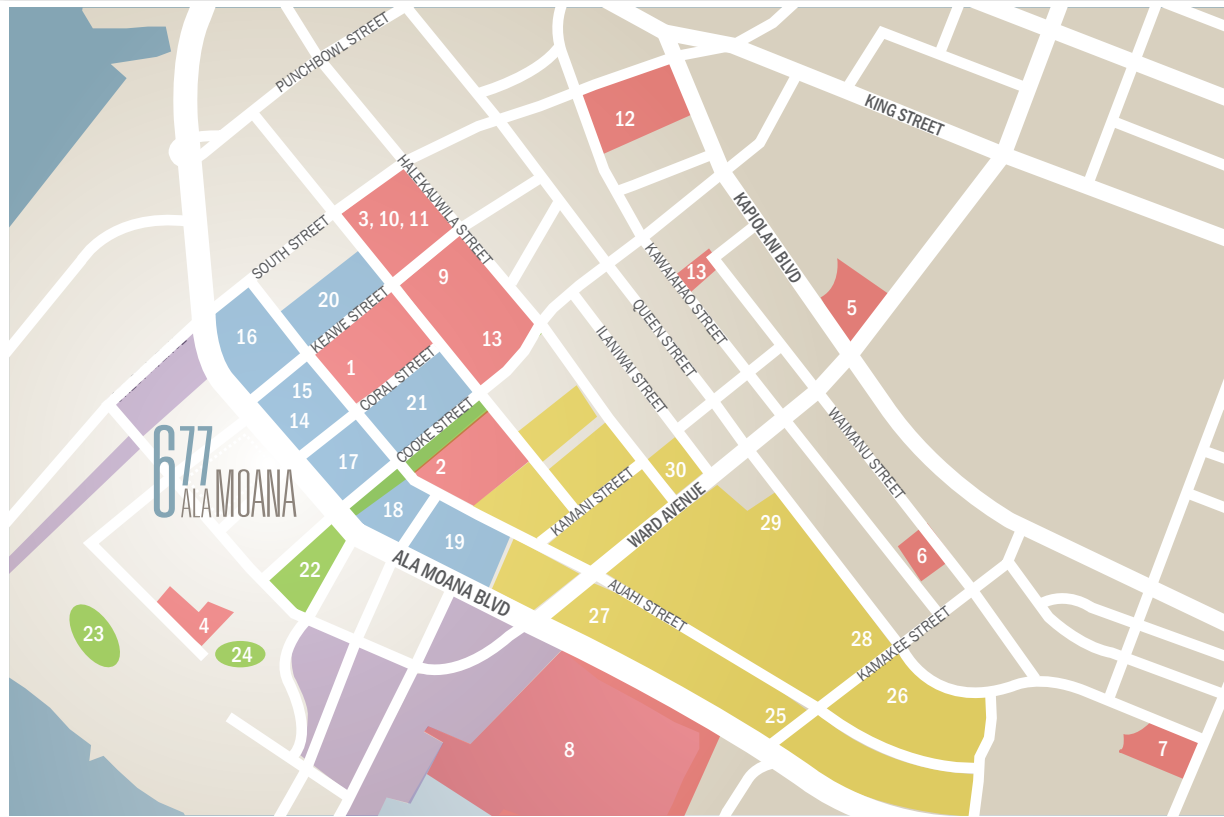 PUNCHBOWL STREET
KING STREET
12
HALEKAUWILA STREET
3, 10, 11
SOUTH STREET
KAPIOLANI BLVD
KAWAIAHAO STREET
13
9
5
20
KEAWE STREET
QUEEN STREET
16
13
ILANIWAI STREET
1
CORAL STREET
15
14
21
WAIMANU STREET
COOKE STREET
677
ALA MOANA
17
2
30
KAMANI STREET
WARD AVENUE
18
29
19
6
22
ALA MOANA BLVD
AUAHI STREET
27
4
23
24
28
KAMAKEE STREET
26
25
8
7